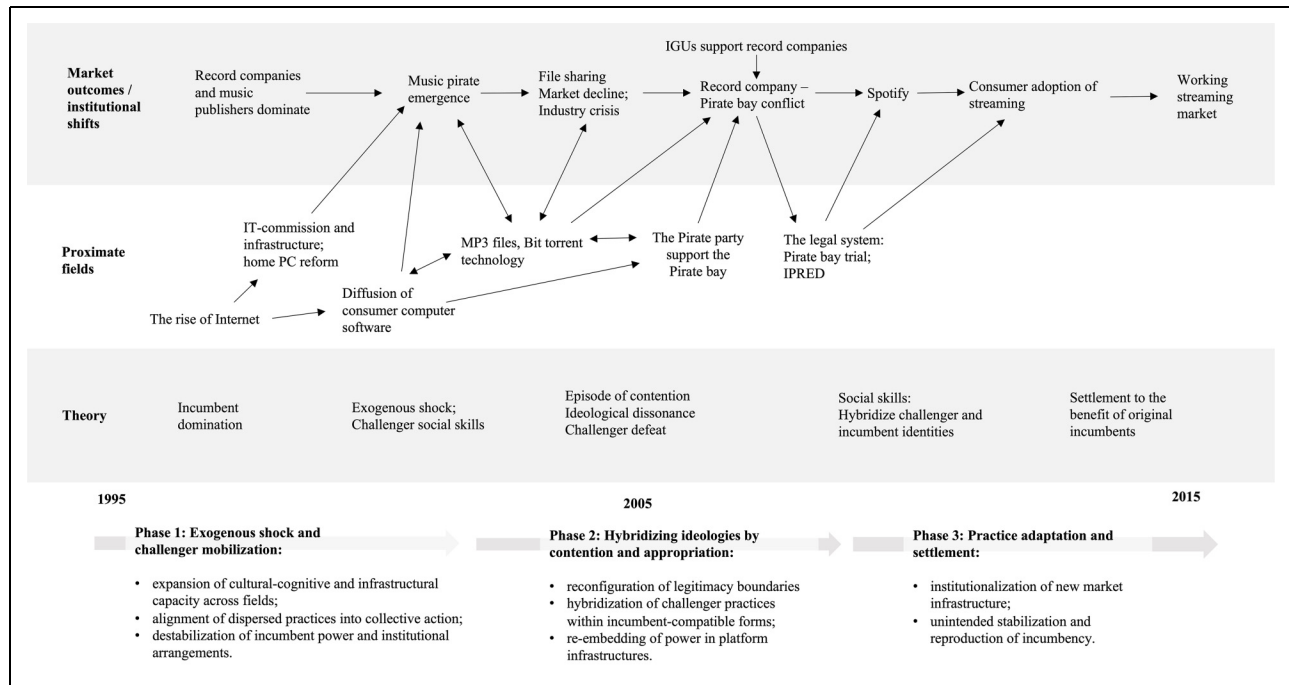 IGUs support record companies
Market
outcomes /
institutional
shifts
Record companies
and music
publishers dominate
Music pirate
emergence
File sharing
Market decline;
Industry crisis
Record company –
Pirate bay conflict
Spotify
Consumer adoption of
streaming
Working
streaming
market
Proximate
fields
IT-commission and
infrastructure;
home PC reform
The rise of Internet
Diffusion of
consumer computer
software
MP3 files, Bit torrent
technology
The Pirate party
support the
Pirate bay
The legal system:
Pirate bay trial;
IPRED
Theory
Incumbent
domination
Exogenous shock;
Challenger social skills
Episode of contention
Ideological dissonance
Challenger defeat
Social skills:
Hybridize challenger and
incumbent identities
Settlement to the
benefit of original
incumbents
1995
2005
2015
Phase 1: Exogenous shock and
challenger mobilization:
• expansion of cultural-cognitive and infrastructural
capacity across fields;
• alignment of dispersed practices into collective action;
• destabilization of incumbent power and institutional
arrangements.
Phase 2: Hybridizing ideologies by
contention and appropriation:
• reconfiguration of legitimacy boundaries
• hybridization of challenger practices
within incumbent-compatible forms;
• re-embedding of power in platform
infrastructures.
Phase 3: Practice adaptation and
settlement:
• institutionalization of new market
infrastructure;
• unintended stabilization and
reproduction of incumbency.